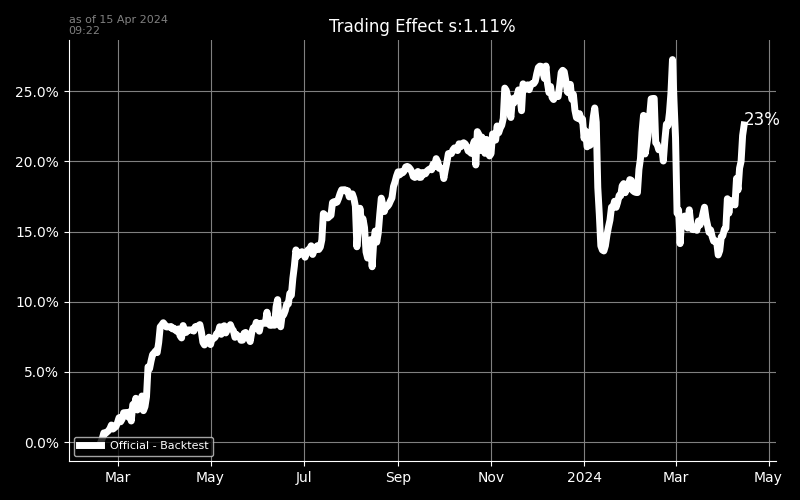 as of 15 Apr 2024
09:22
Trading Effect s:1.11%
25.0%
20.0%
15.0%
10.0%
5.0%
0.0%
23%
Official - Backtest
Mar
May
Jul
Sep
Nov
2024
Mar
May